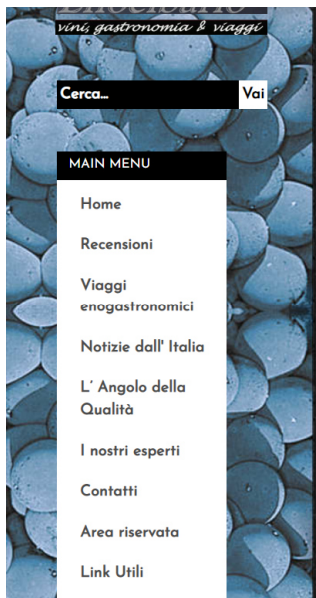 vini, gastronomia & viaggi
Cerca...
Vai
MAIN MENU
Home
Recensioni
Viaggi
enogastronomici
Notizie dall' Italia
L' Angolo della
Qualità
I nostri esperti
Contatti
Area riservata
Link Utili